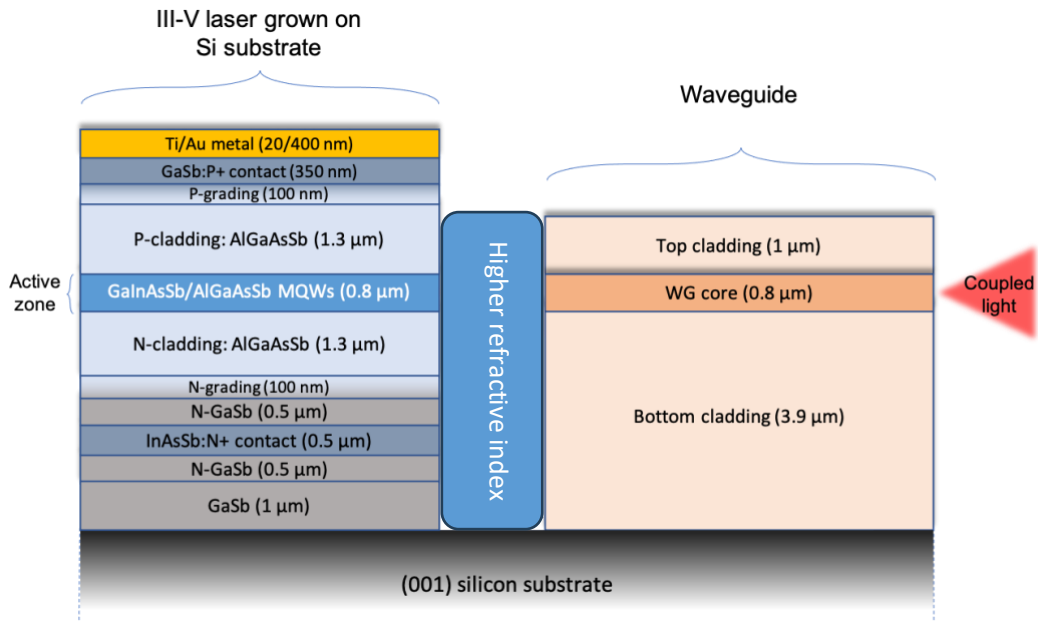 III-V laser grown on
Si substrate
Waveguide
Ti/Au metal (20/400 nm)
GaSb:P+ contact (350 nm)
P-grading (100 nm)
P-cladding: AlGaAsSb (1.3 µm)
Active
zone
GaInAsSb/AlGaAsSb MQWs (0.8 µm)
N-cladding: AlGaAsSb (1.3 µm)
N-grading (100 nm)
N-GaSb (0.5 µm)
InAsSb:N+ contact (0.5 µm)
N-GaSb (0.5 µm)
GaSb (1 µm)
Higher refractive index
Top cladding (1 µm)
WG core (0.8 µm)
Bottom cladding (3.9 µm)
Coupled
light
(001) silicon substrate